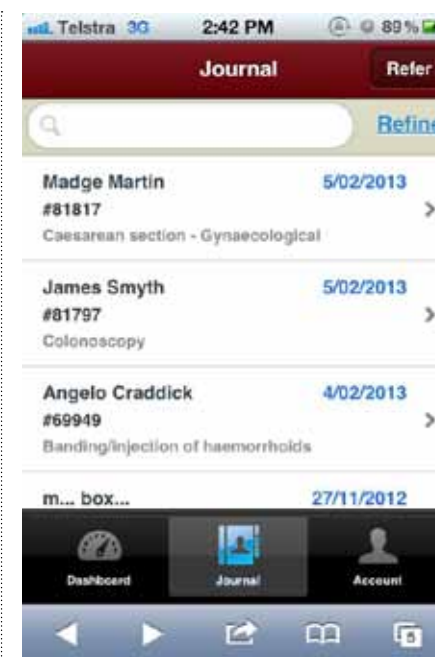 Telstra 3G 2:42 PM 89%
Journal Refer
Refine
Madge Martin 5/02/2013
#81817
Caesarean section - Gynaecological
James Smyth 5/02/2013
#81797
Colonoscopy
Angelo Craddick 4/02/2013
#69949
Banding/injection of haemorrhoids
m... box... 27/11/2012
Dashboard Journal Account
5